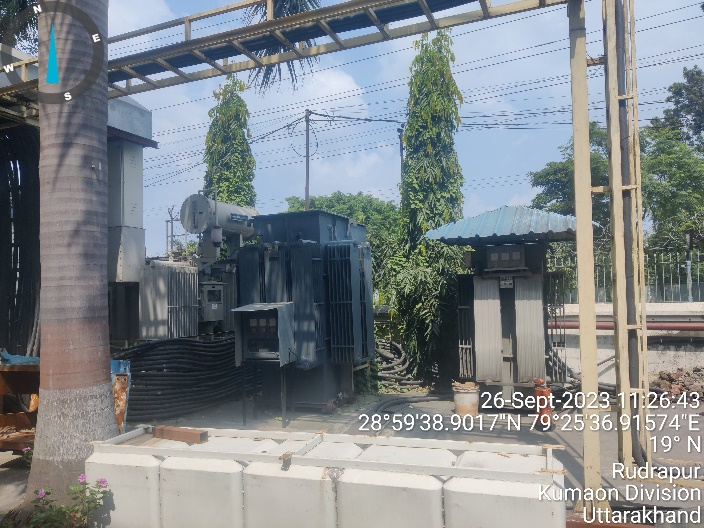 W
E
S
26-Sept-2023 11:26:43
28°59'38.9017"N 79°25'36.91574"E
19° N
Rudrapur
Kumaon Division
Uttarakhand